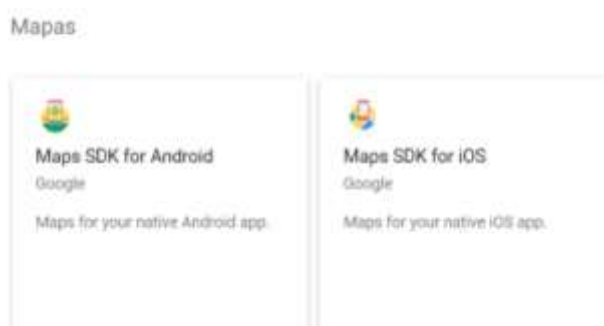 Mapas
Maps SDK for Android
Google
Maps for your native Android app.
Maps SDK for iOS
Google
Maps for your native iOS app.